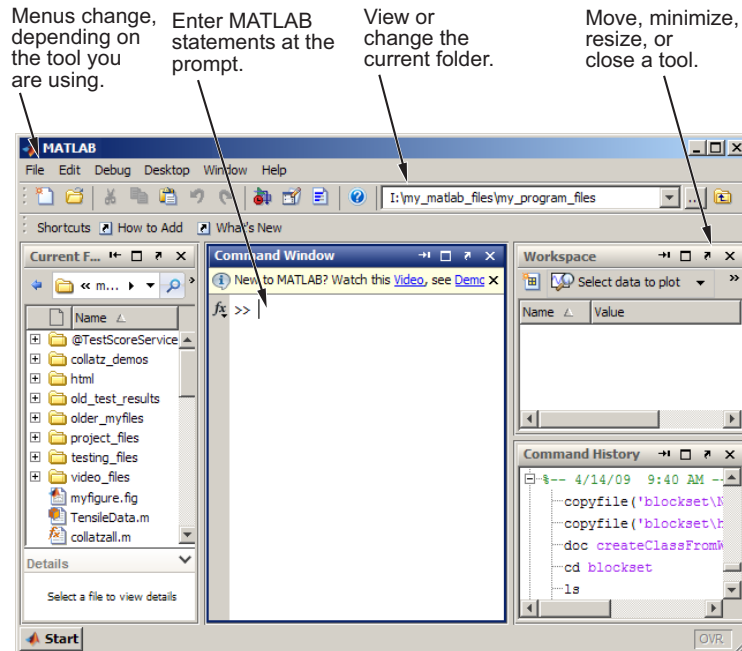 Menus change,
depending on
the tool you
are using.
Enter MATLAB
statements at the
prompt.
View or
change the
current folder.
Move, minimize,
resize, or
close a tool.
MATLAB
File Edit Debug Desktop Window Help
I:\my_matlab_files\my_program_files
...
Shortcuts How to Add What's New
Current F...
« m...
Name
@TestScoreService
collatz_demos
html
old_test_results
older_myfiles
project_files
testing_files
video_files
myfigure.fig
TensileData.m
collatzall.m
Details
Select a file to view details
Command Window
New to MATLAB? Watch this Video, see Demc
fx >>
Workspace
Select data to plot »
Name Value
Command History
%-- 4/14/09 9:40 AM --
copyfile('blockset\
copyfile('blockset\
doc createClassFrom
cd blockset
ls
Start
OVR